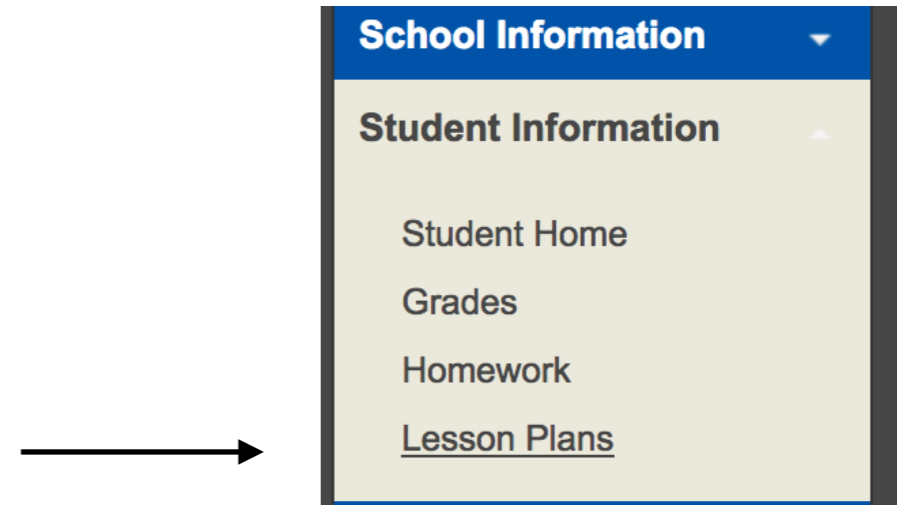 School Information
Student Information
Student Home
Grades
Homework
Lesson Plans